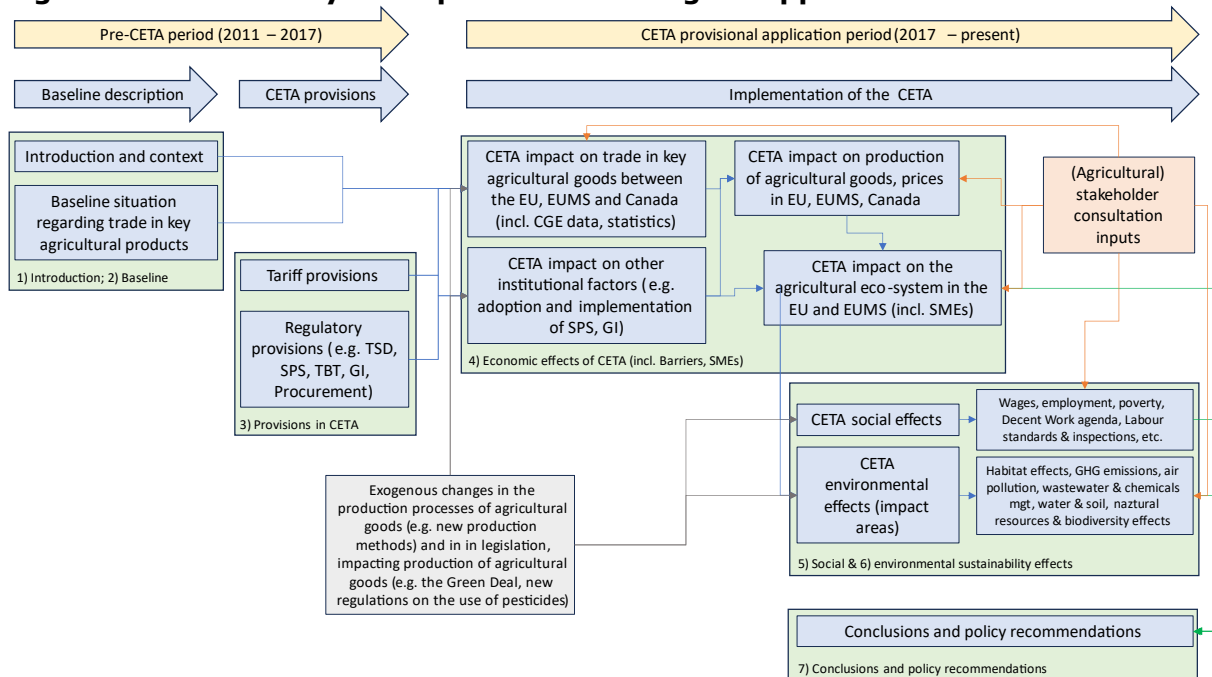 Pre-CETA period (2011 – 2017)
CETA provisional application period (2017 – present)
Baseline description
CETA provisions
Implementation of the CETA
Introduction and context
Baseline situation
regarding trade in key
agricultural products
1) Introduction; 2) Baseline
Tariff provisions
Regulatory
provisions (e.g. TSD,
SPS, TBT, GI,
Procurement)
3) Provisions in CETA
CETA impact on trade in key
agricultural goods between
the EU, EUMS and Canada
(incl. CGE data, statistics)
CETA impact on other
institutional factors (e.g.
adoption and implementation
of SPS, GI)
CETA impact on production
of agricultural goods, prices
in EU, EUMS, Canada
CETA impact on the
agricultural eco-system in the
EU and EUMS (incl. SMEs)
4) Economic effects of CETA (incl. Barriers, SMEs)
(Agricultural)
stakeholder
consultation
inputs
Exogenous changes in the
production processes of agricultural
goods (e.g. new production
methods) and in in legislation,
impacting production of agricultural
goods (e.g. the Green Deal, new
regulations on the use of pesticides)
CETA social effects
Wages, employment, poverty,
Decent Work agenda, Labour
standards & inspections, etc.
CETA
environmental
effects (impact
areas)
Habitat effects, GHG emissions, air
pollution, wastewater & chemicals
mgt, water & soil, naztural
resources & biodiversity effects
5) Social & 6) environmental sustainability effects
Conclusions and policy recommendations
7) Conclusions and policy recommendations